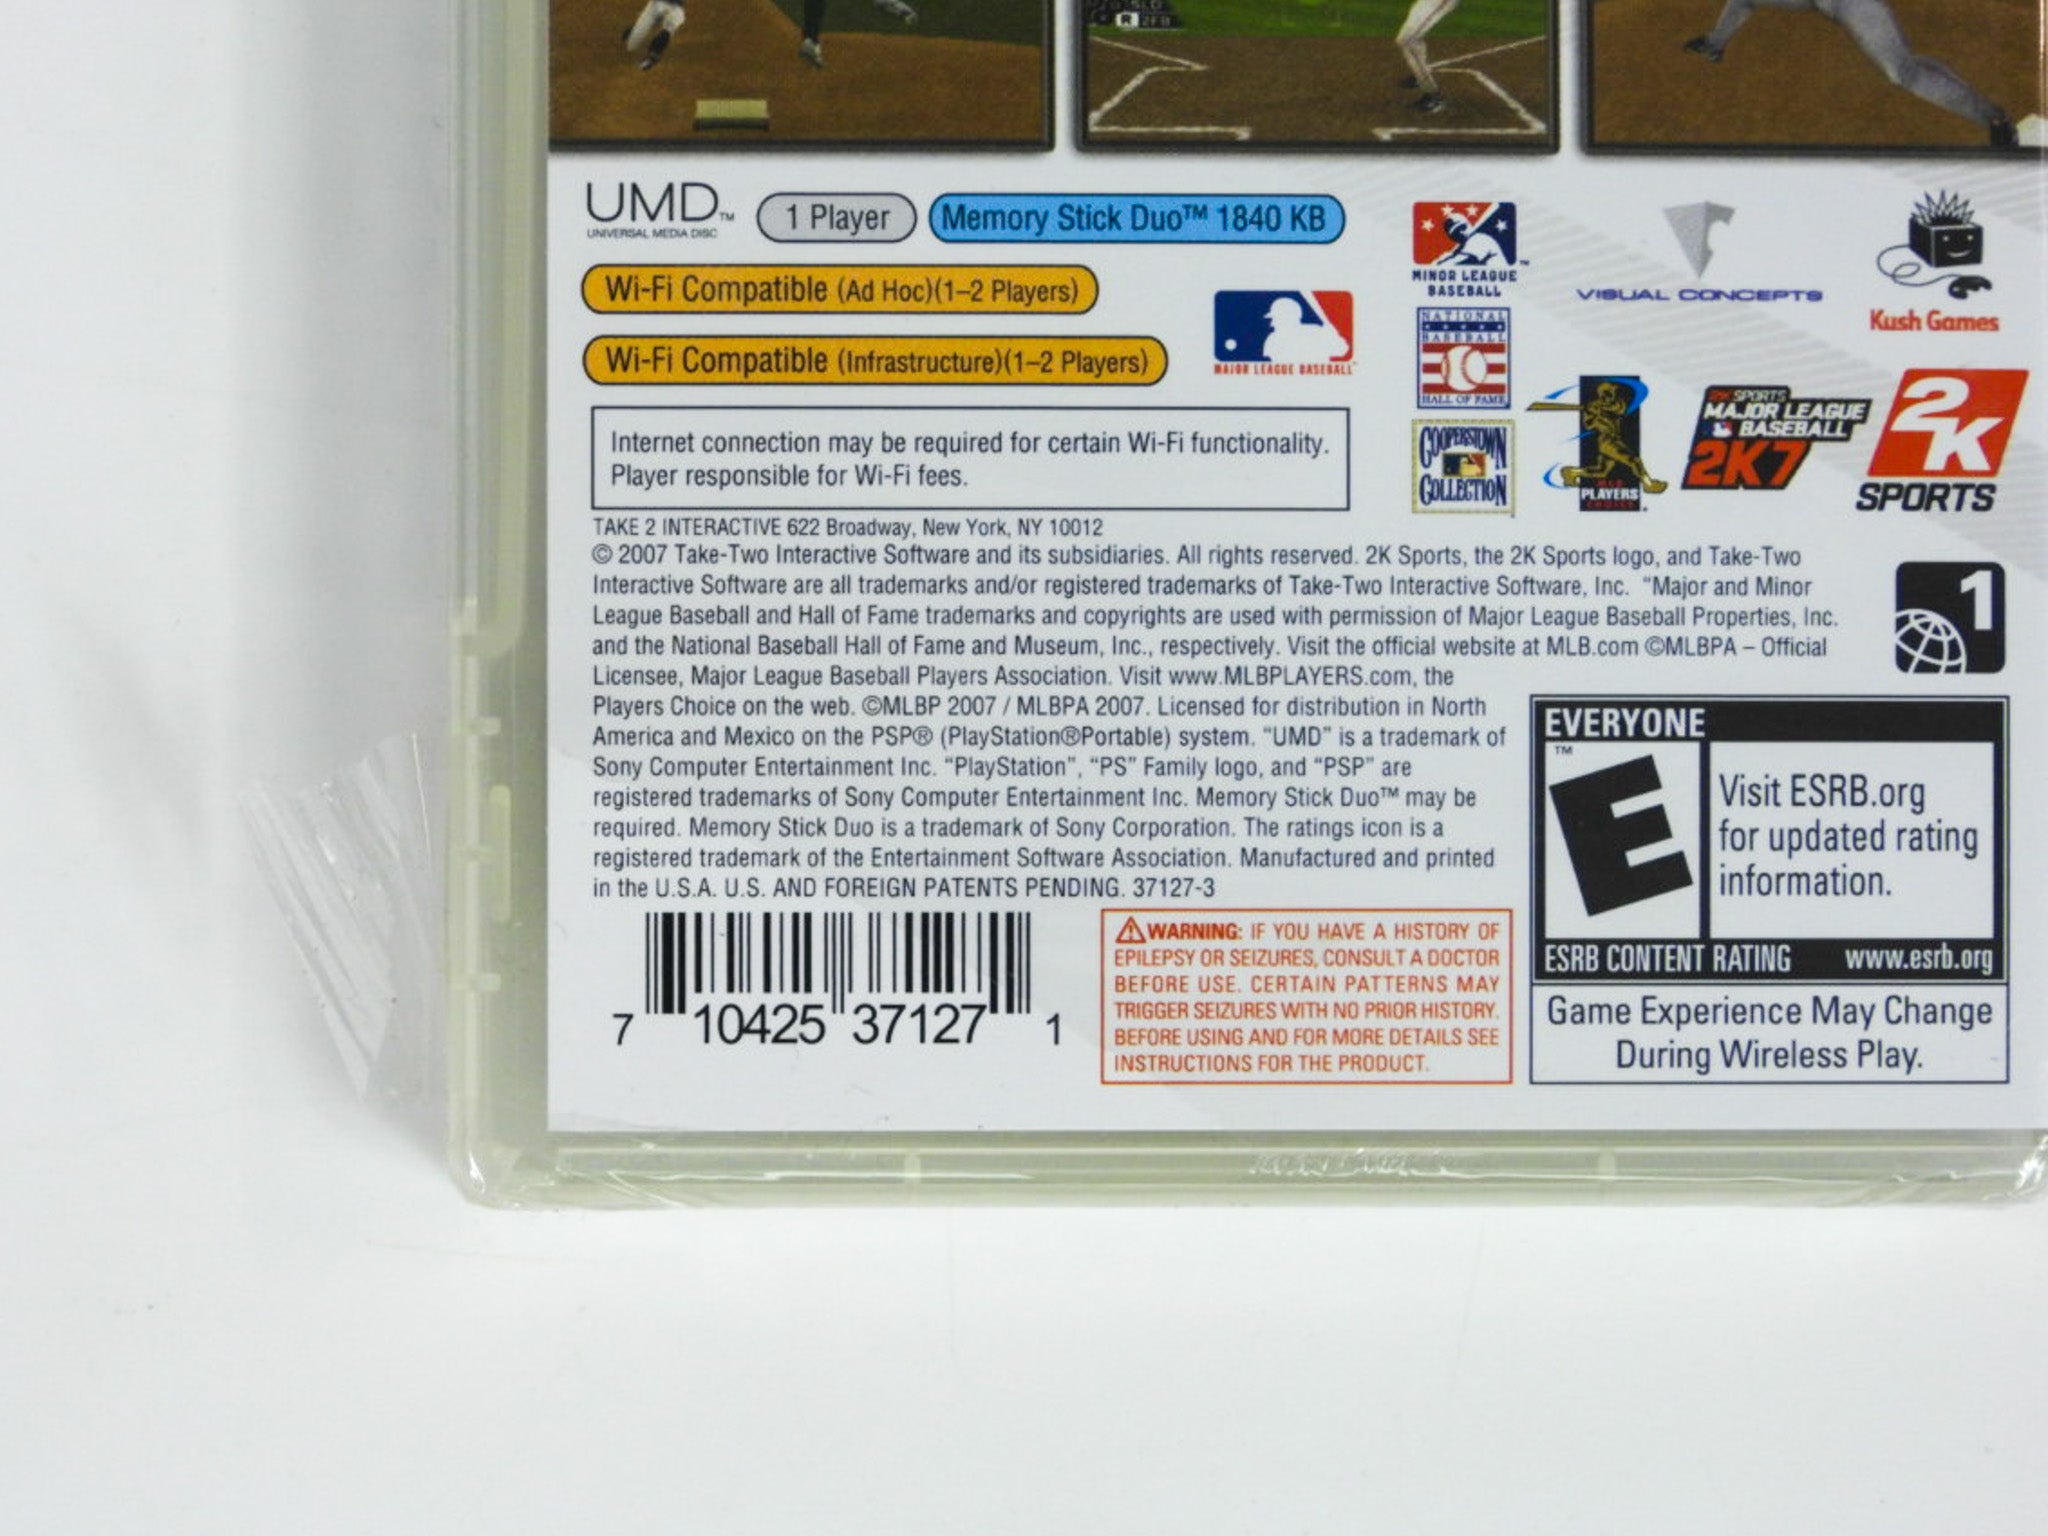 R 2FB
UMD™
UNIVERSAL MEDIA DISC
1 Player
Memory Stick Duo™ 1840 KB
Wi-Fi Compatible (Ad Hoc)(1–2 Players)
Wi-Fi Compatible (Infrastructure)(1–2 Players)
MAJOR LEAGUE BASEBALL
MINOR LEAGUE
BASEBALL
VISUAL CONCEPTS
Kush Games
NATIONAL
BASEBALL
HALL OF FAME
COOPERSTOWN
COLLECTION
MLB
PLAYERS
CHOICE
2K SPORTS
MAJOR LEAGUE
BASEBALL
2K7
2K
SPORTS
Internet connection may be required for certain Wi-Fi functionality.
Player responsible for Wi-Fi fees.
TAKE 2 INTERACTIVE 622 Broadway, New York, NY 10012
© 2007 Take-Two Interactive Software and its subsidiaries. All rights reserved. 2K Sports, the 2K Sports logo, and Take-Two
Interactive Software are all trademarks and/or registered trademarks of Take-Two Interactive Software, Inc. “Major and Minor
League Baseball and Hall of Fame trademarks and copyrights are used with permission of Major League Baseball Properties, Inc.
and the National Baseball Hall of Fame and Museum, Inc., respectively. Visit the official website at MLB.com ©MLBPA – Official
Licensee, Major League Baseball Players Association. Visit www.MLBPLAYERS.com, the
Players Choice on the web. ©MLBP 2007 / MLBPA 2007. Licensed for distribution in North
America and Mexico on the PSP® (PlayStation®Portable) system. “UMD” is a trademark of
Sony Computer Entertainment Inc. “PlayStation”, “PS” Family logo, and “PSP” are
registered trademarks of Sony Computer Entertainment Inc. Memory Stick Duo™ may be
required. Memory Stick Duo is a trademark of Sony Corporation. The ratings icon is a
registered trademark of the Entertainment Software Association. Manufactured and printed
in the U.S.A. U.S. AND FOREIGN PATENTS PENDING. 37127-3
1
EVERYONE
™
E
Visit ESRB.org
for updated rating
information.
ESRB CONTENT RATING www.esrb.org
Game Experience May Change
During Wireless Play.
7 10425 37127 1
WARNING: IF YOU HAVE A HISTORY OF
EPILEPSY OR SEIZURES, CONSULT A DOCTOR
BEFORE USE. CERTAIN PATTERNS MAY
TRIGGER SEIZURES WITH NO PRIOR HISTORY.
BEFORE USING AND FOR MORE DETAILS SEE
INSTRUCTIONS FOR THE PRODUCT.